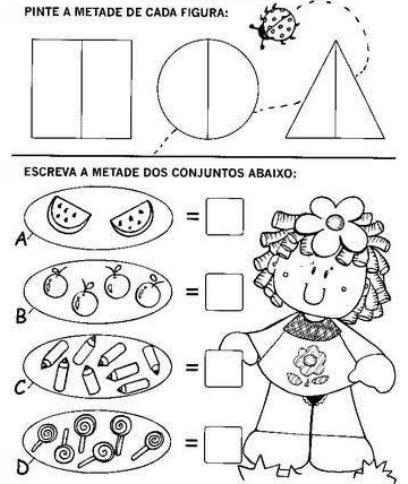 PINTE A METADE DE CADA FIGURA:
ESCREVA A METADE DOS CONJUNTOS ABAIXO:
A =
B =
C =
D =